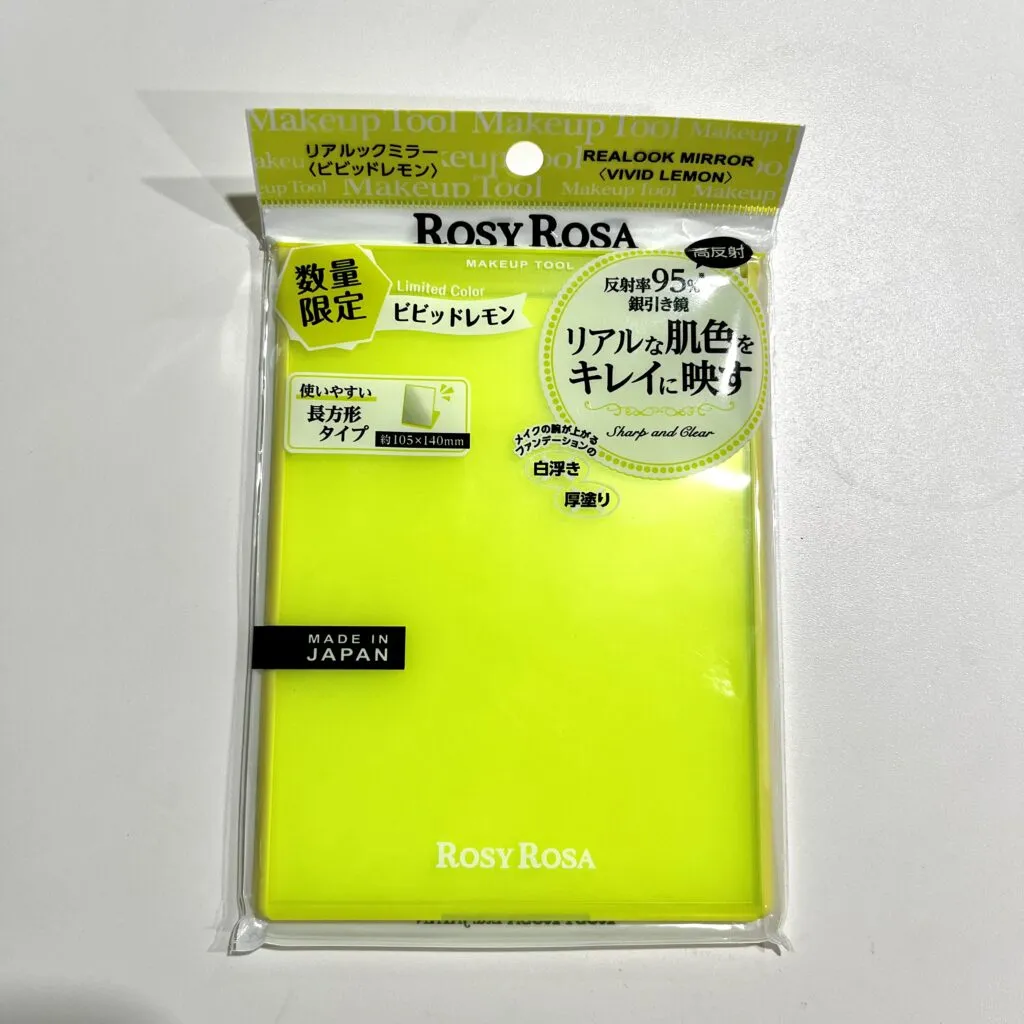 Makeup Tool Makeup Tool Makeup Tool
リアルックミラー
〈ビビッドレモン〉
REALOOK MIRROR
〈VIVID LEMON〉
Makeup Tool Makeup Tool Makeup Tool
ROSY ROSA
MAKEUP TOOL
数量
限定
Limited Color
ビビッドレモン
高反射
反射率95%
銀引き鏡
リアルな肌色を
キレイに映す
Sharp and Clear
使いやすい
長方形
タイプ
約105×140mm
メイクの腕が上がる
ファンデーションの
白浮き
厚塗り
MADE IN
JAPAN
ROSY ROSA